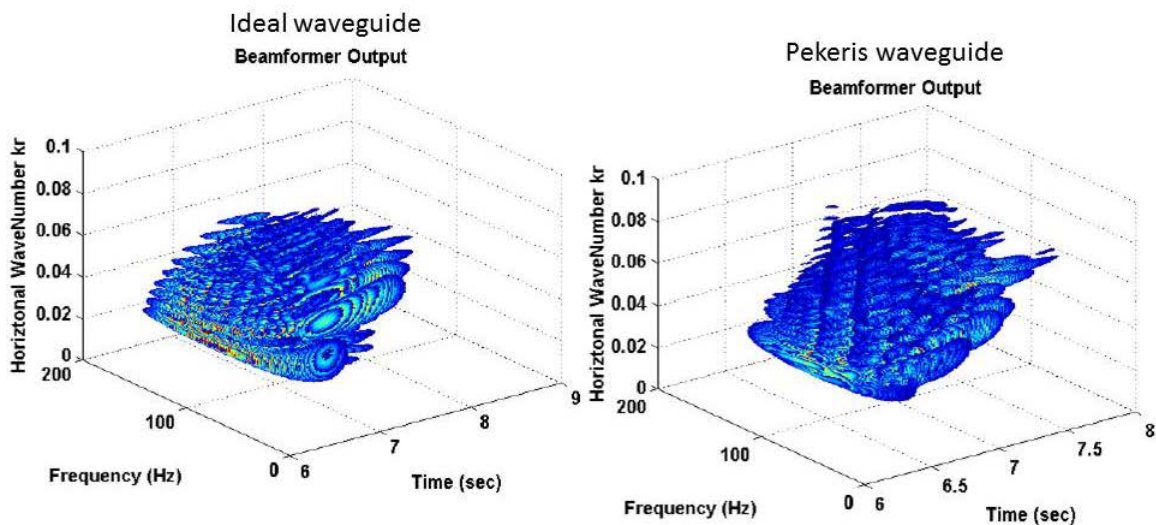 Ideal waveguide
Beamformer Output
Horiztonal WaveNumber kr
0.1
0.08
0.06
0.04
0.02
0
200
100
0
Frequency (Hz)
6
7
8
9
Time (sec)
Pekeris waveguide
Beamformer Output
Horiztonal WaveNumber kr
0.1
0.08
0.06
0.04
0.02
0
200
100
0
Frequency (Hz)
6
6.5
7
7.5
8
Time (sec)